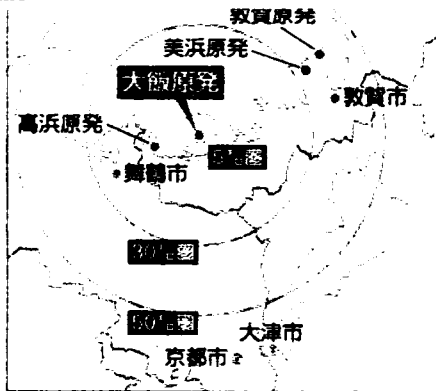 敦賀原発
美浜原発
大飯原発
敦賀市
高浜原発
舞鶴市
大津市
京都市